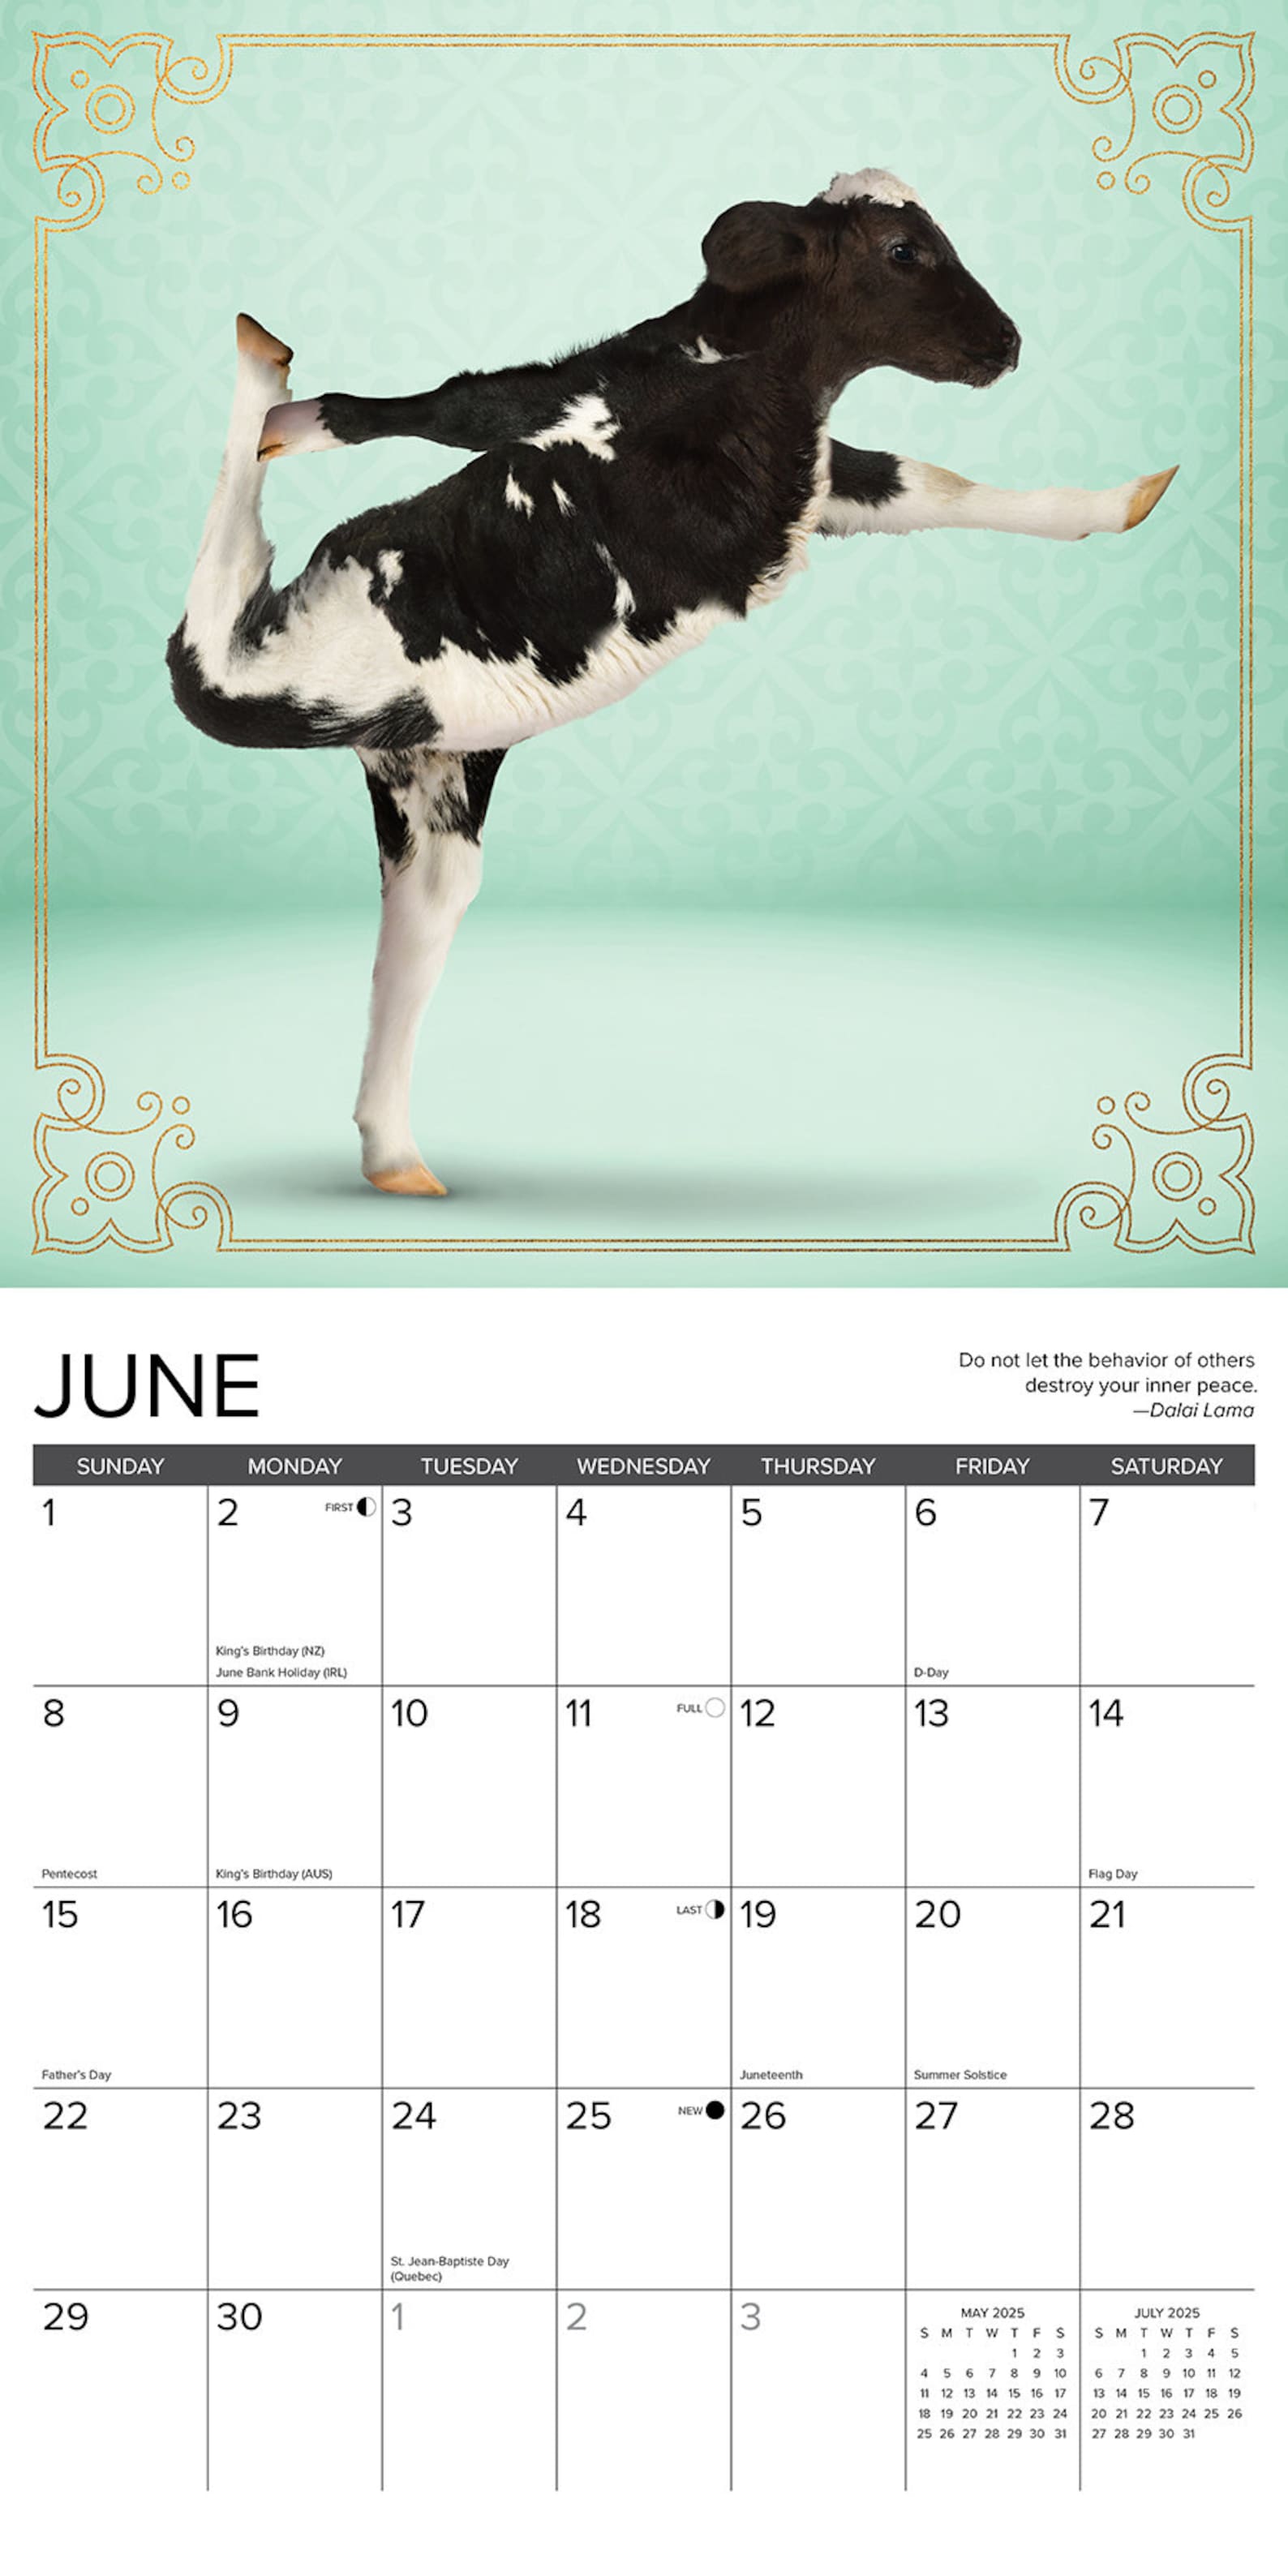 JUNE
Do not let the behavior of others
destroy your inner peace.
—Dalai Lama
SUNDAY MONDAY TUESDAY WEDNESDAY THURSDAY FRIDAY SATURDAY
1 2 FIRST 3 4 5 6 7
King's Birthday (NZ)
June Bank Holiday (IRL) D-Day
8 9 10 11 FULL 12 13 14
Pentecost King's Birthday (AUS) Flag Day
15 16 17 18 LAST 19 20 21
Father's Day Juneteenth Summer Solstice
22 23 24 25 NEW 26 27 28
St. Jean-Baptiste Day
(Quebec)
29 30 1 2 3
MAY 2025
S M T W T F S
1 2 3
4 5 6 7 8 9 10
11 12 13 14 15 16 17
18 19 20 21 22 23 24
25 26 27 28 29 30 31
JULY 2025
S M T W T F S
1 2 3 4 5
6 7 8 9 10 11 12
13 14 15 16 17 18 19
20 21 22 23 24 25 26
27 28 29 30 31